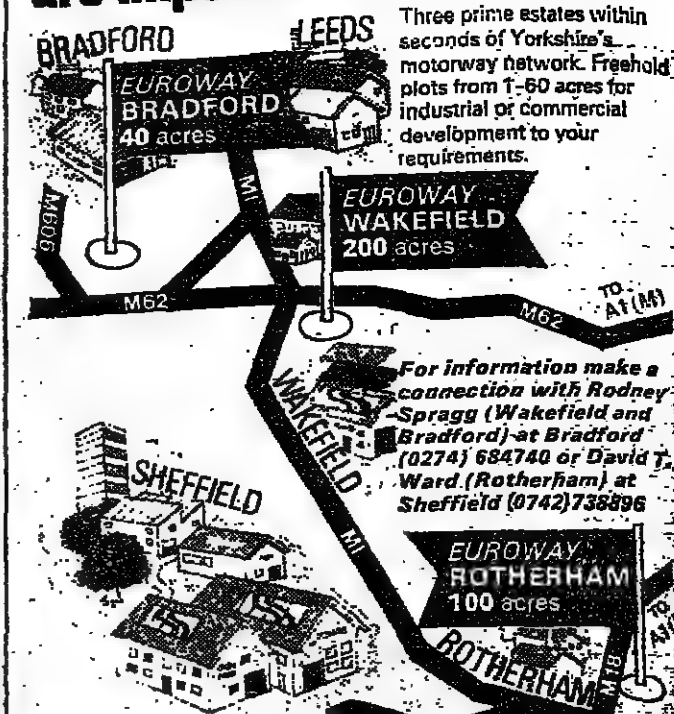 BRADFORD
LEEDS
Three prime estates within
seconds of Yorkshire's
motorway network. Freehold
plots from 1-60 acres for
industrial or commercial
development to your
requirements.
EUROWAY
BRADFORD
40 acres
M1
M606
EUROWAY
WAKEFIELD
200 acres
M62
M62
TO
A1(M)
WAKEFIELD
For information make a
connection with Rodney
Spragg (Wakefield and
Bradford) at Bradford
(0274) 684740 or David T.
Ward (Rotherham) at
Sheffield (0742) 738896
SHEFFIELD
M1
EUROWAY
ROTHERHAM
100 acres
TO
ROTHERHAM
M18